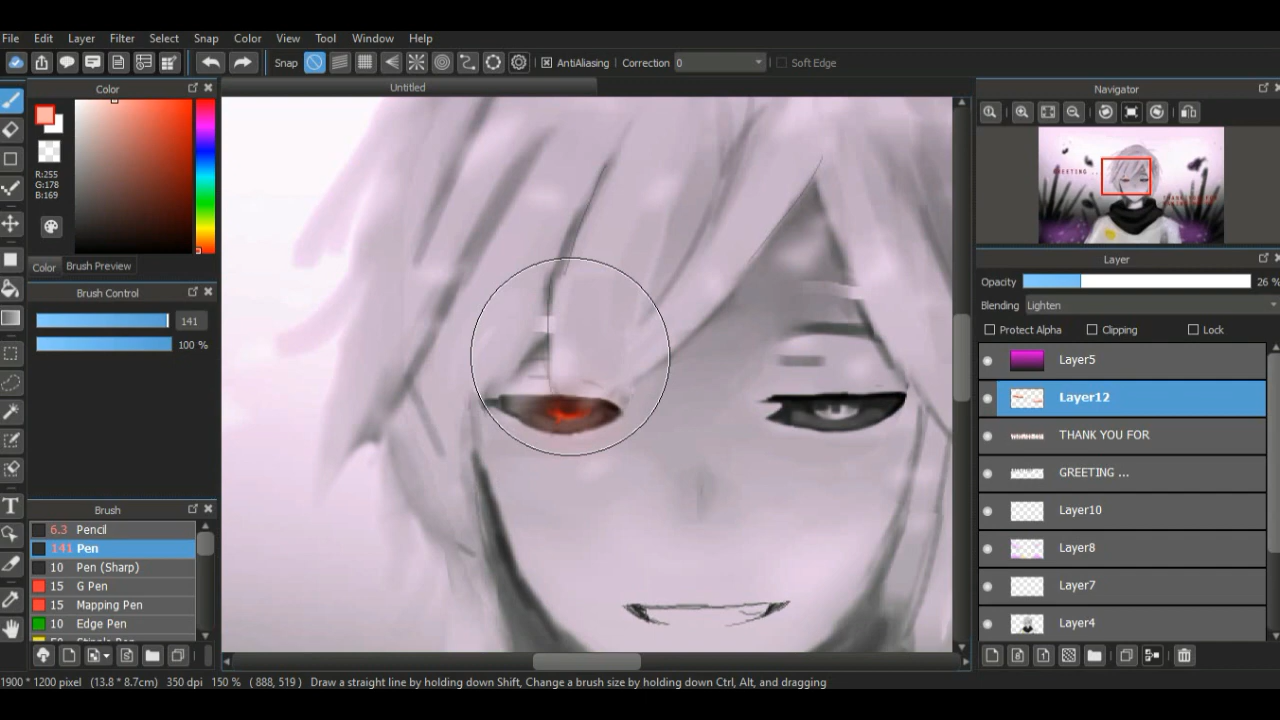 File Edit Layer Filter Select Snap Color View Tool Window Help
Snap AntiAliasing Correction 0 Soft Edge
Color
R:255
G:178
B:169
Color Brush Preview
Brush Control
141
100 %
Brush
6.3 Pencil
141 Pen
10 Pen (Sharp)
15 G Pen
15 Mapping Pen
10 Edge Pen
Untitled
Navigator
GREETING ..
Layer
Opacity 26 %
Blending Lighten
Protect Alpha Clipping Lock
Layer5
Layer12
THANK YOU FOR
GREETING ...
Layer10
Layer8
Layer7
Layer4
1900 * 1200 pixel (13.8 * 8.7cm) 350 dpi 150 % ( 888, 519 ) Draw a straight line by holding down Shift, Change a brush size by holding down Ctrl, Alt, and dragging